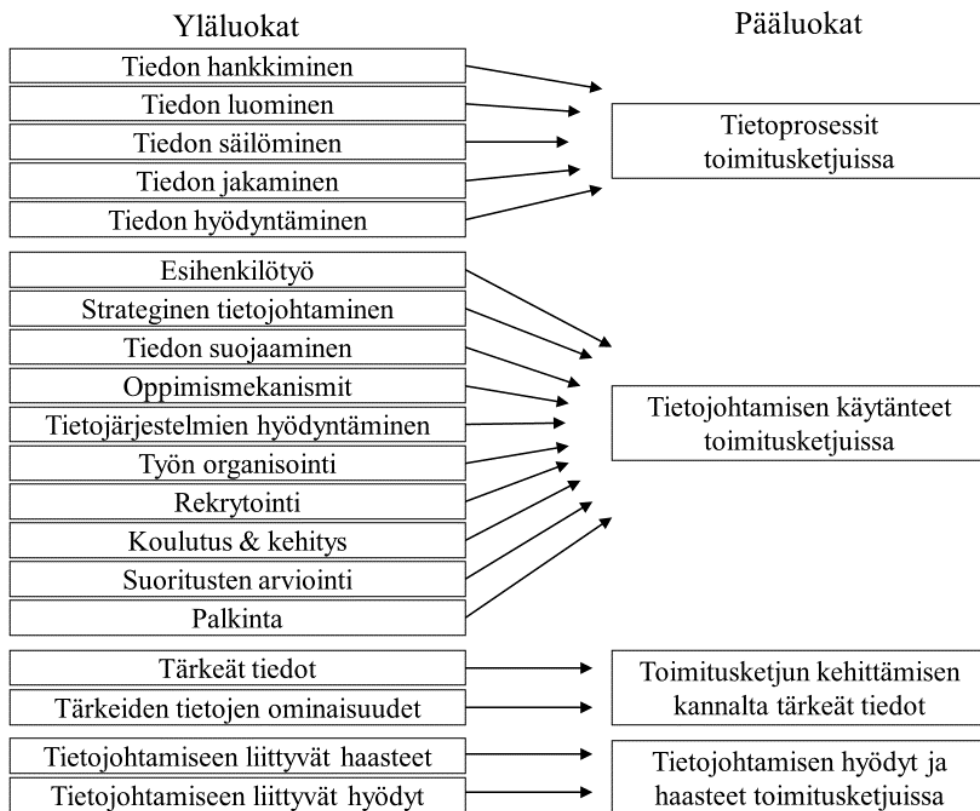 Yläluokat
Tiedon hankkiminen
Tiedon luominen
Tiedon säilöminen
Tiedon jakaminen
Tiedon hyödyntäminen
Esihenkilötyö
Strateginen tietojohtaminen
Tiedon suojaaminen
Oppimismekanismit
Tietojärjestelmien hyödyntäminen
Työn organisointi
Rekrytointi
Koulutus & kehitys
Suoritusten arviointi
Palkinta
Tärkeät tiedot
Tärkeiden tietojen ominaisuudet
Tietojohtamiseen liittyvät haasteet
Tietojohtamiseen liittyvät hyödyt
Pääluokat
Tietoprosessit
toimitusketjuissa
Tietojohtamisen käytänteet
toimitusketjuissa
Toimitusketjun kehittämisen
kannalta tärkeät tiedot
Tietojohtamisen hyödyt ja
haasteet toimitusketjuissa